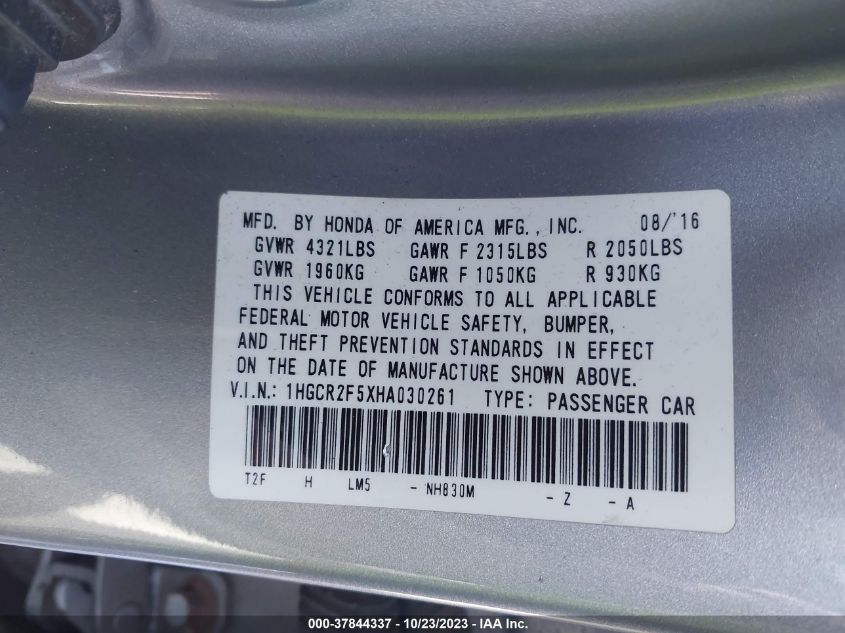 MFD. BY HONDA OF AMERICA MFG., INC. 08/'16
GVWR 4321LBS GAWR F 2315LBS R 2050LBS
GVWR 1960KG GAWR F 1050KG R 930KG
THIS VEHICLE CONFORMS TO ALL APPLICABLE
FEDERAL MOTOR VEHICLE SAFETY, BUMPER,
AND THEFT PREVENTION STANDARDS IN EFFECT
ON THE DATE OF MANUFACTURE SHOWN ABOVE.
V.I.N.: 1HGCR2F5XHA030261 TYPE: PASSENGER CAR
T2F H LM5 - NH830M - Z - A
000-37844337 - 10/23/2023 - IAA Inc.